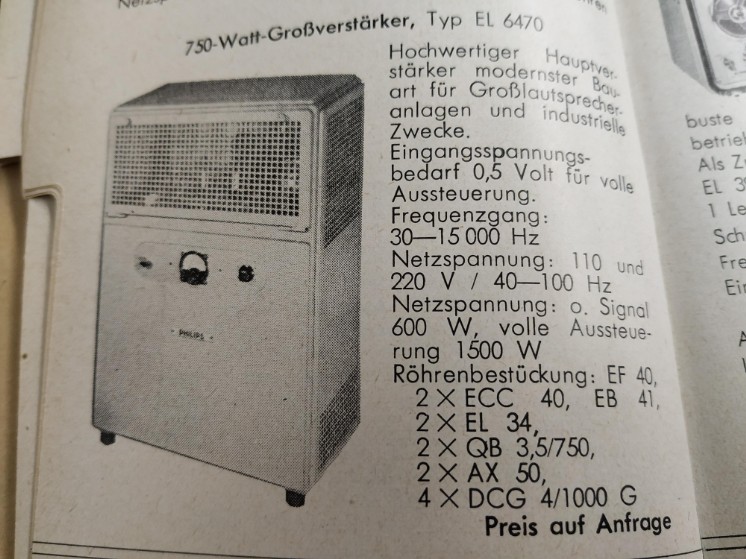 Netzsp
750-Watt-Großverstärker, Typ EL 6470
Hochwertiger Hauptver-
stärker modernster Bau-
art für Großlautsprecher-
anlagen und industrielle
Zwecke.
Eingangsspannungs-
bedarf 0,5 Volt für volle
Aussteuerung.
Frequenzgang:
30—15 000 Hz
Netzspannung: 110 und
220 V / 40—100 Hz
Netzspannung: o. Signal
600 W, volle Aussteue-
rung 1500 W
Röhrenbestückung: EF 40,
2 × ECC 40, EB 41,
2 × EL 34,
2 × QB 3,5/750,
2 × AX 50,
4 × DCG 4/1000 G
Preis auf Anfrage
PHILIPS
buste
betrie
Als Z
EL 39
1 Le
Sch
Fre
Ein